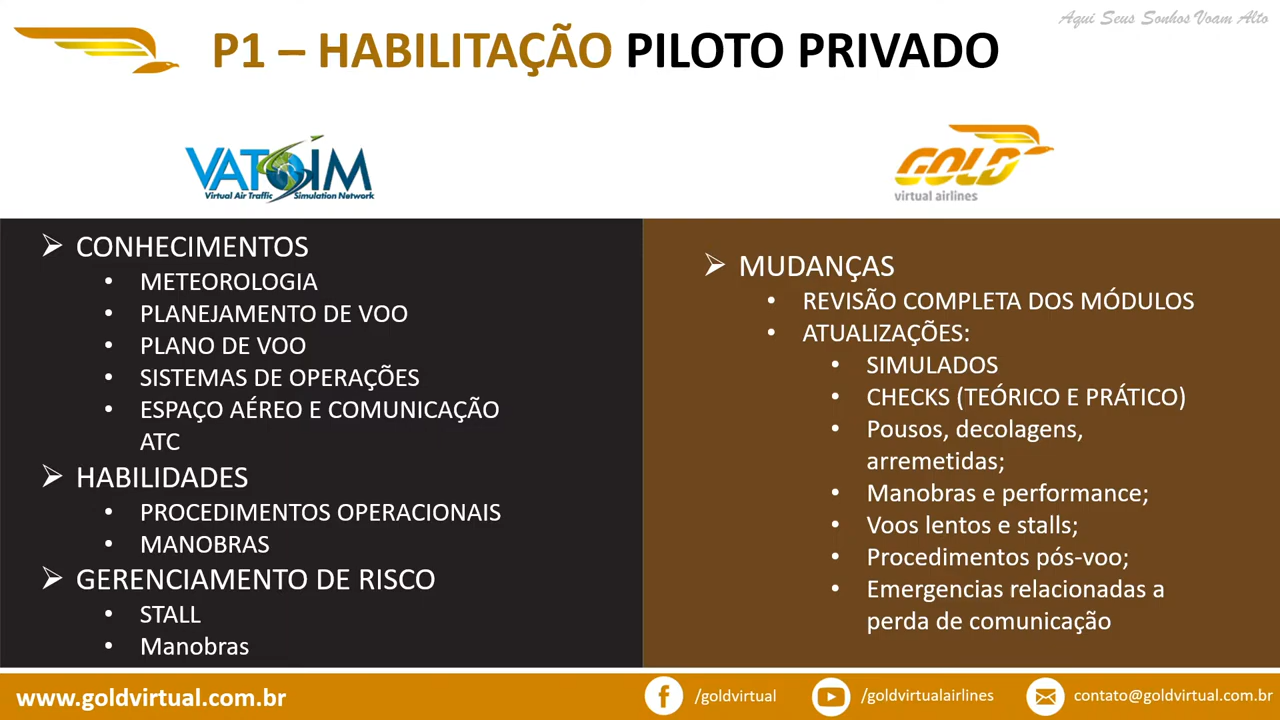 Aqui Seus Sonhos Voam Alto
P1 – HABILITAÇÃO PILOTO PRIVADO
VATSIM
Virtual Air Traffic Simulation Network
GOLD
virtual airlines
➢ CONHECIMENTOS
• METEOROLOGIA
• PLANEJAMENTO DE VOO
• PLANO DE VOO
• SISTEMAS DE OPERAÇÕES
• ESPAÇO AÉREO E COMUNICAÇÃO
ATC
➢ HABILIDADES
• PROCEDIMENTOS OPERACIONAIS
• MANOBRAS
➢ GERENCIAMENTO DE RISCO
• STALL
• Manobras
➢ MUDANÇAS
• REVISÃO COMPLETA DOS MÓDULOS
• ATUALIZAÇÕES:
• SIMULADOS
• CHECKS (TEÓRICO E PRÁTICO)
• Pousos, decolagens,
arremetidas;
• Manobras e performance;
• Voos lentos e stalls;
• Procedimentos pós-voo;
• Emergencias relacionadas a
perda de comunicação
www.goldvirtual.com.br
/goldvirtual
/goldvirtualairlines
contato@goldvirtual.com.br